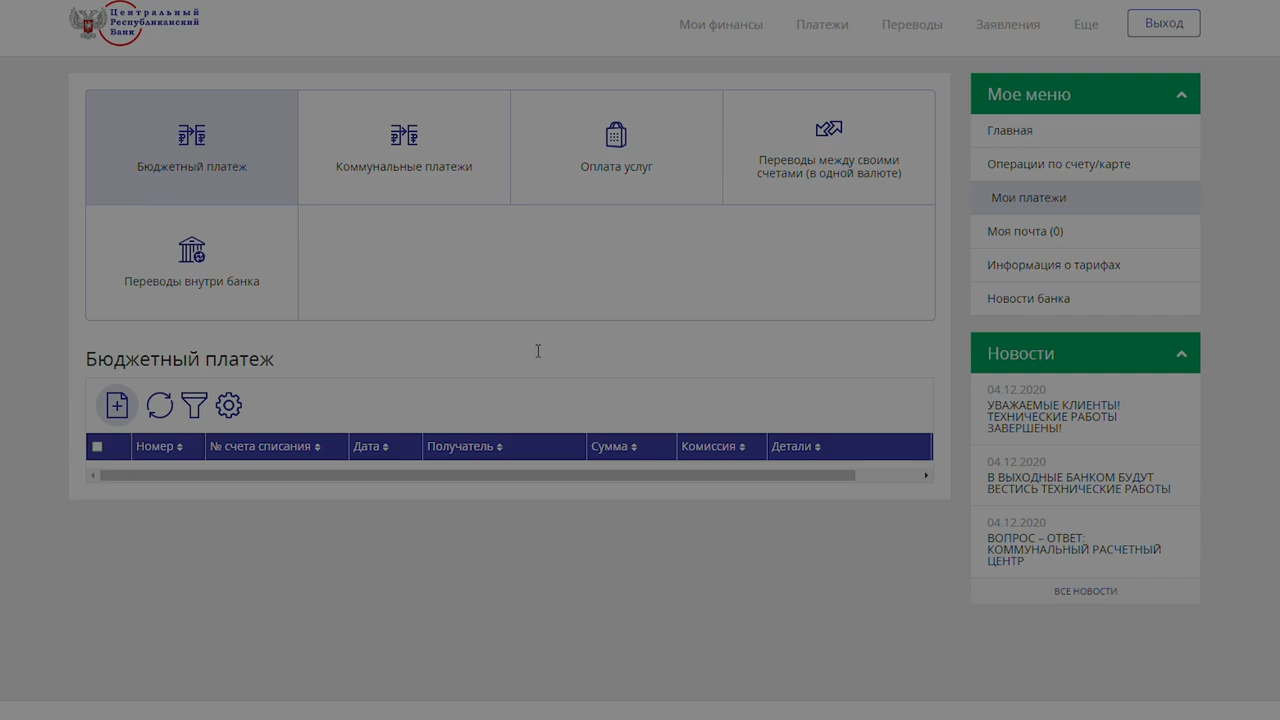 Центральный
Республиканский
Банк
Мои финансы
Платежи
Переводы
Заявления
Еще
Выход
Бюджетный платеж
Коммунальные платежи
Оплата услуг
Переводы между своими
счетами (в одной валюте)
Переводы внутри банка
Бюджетный платеж
Номер
№ счета списания
Дата
Получатель
Сумма
Комиссия
Детали
Мое меню
Главная
Операции по счету/карте
Мои платежи
Моя почта (0)
Информация о тарифах
Новости банка
Новости
04.12.2020
УВАЖАЕМЫЕ КЛИЕНТЫ!
ТЕХНИЧЕСКИЕ РАБОТЫ
ЗАВЕРШЕНЫ!
04.12.2020
В ВЫХОДНЫЕ БАНКОМ БУДУТ
ВЕСТИСЬ ТЕХНИЧЕСКИЕ РАБОТЫ
04.12.2020
ВОПРОС – ОТВЕТ:
КОММУНАЛЬНЫЙ РАСЧЕТНЫЙ
ЦЕНТР
ВСЕ НОВОСТИ